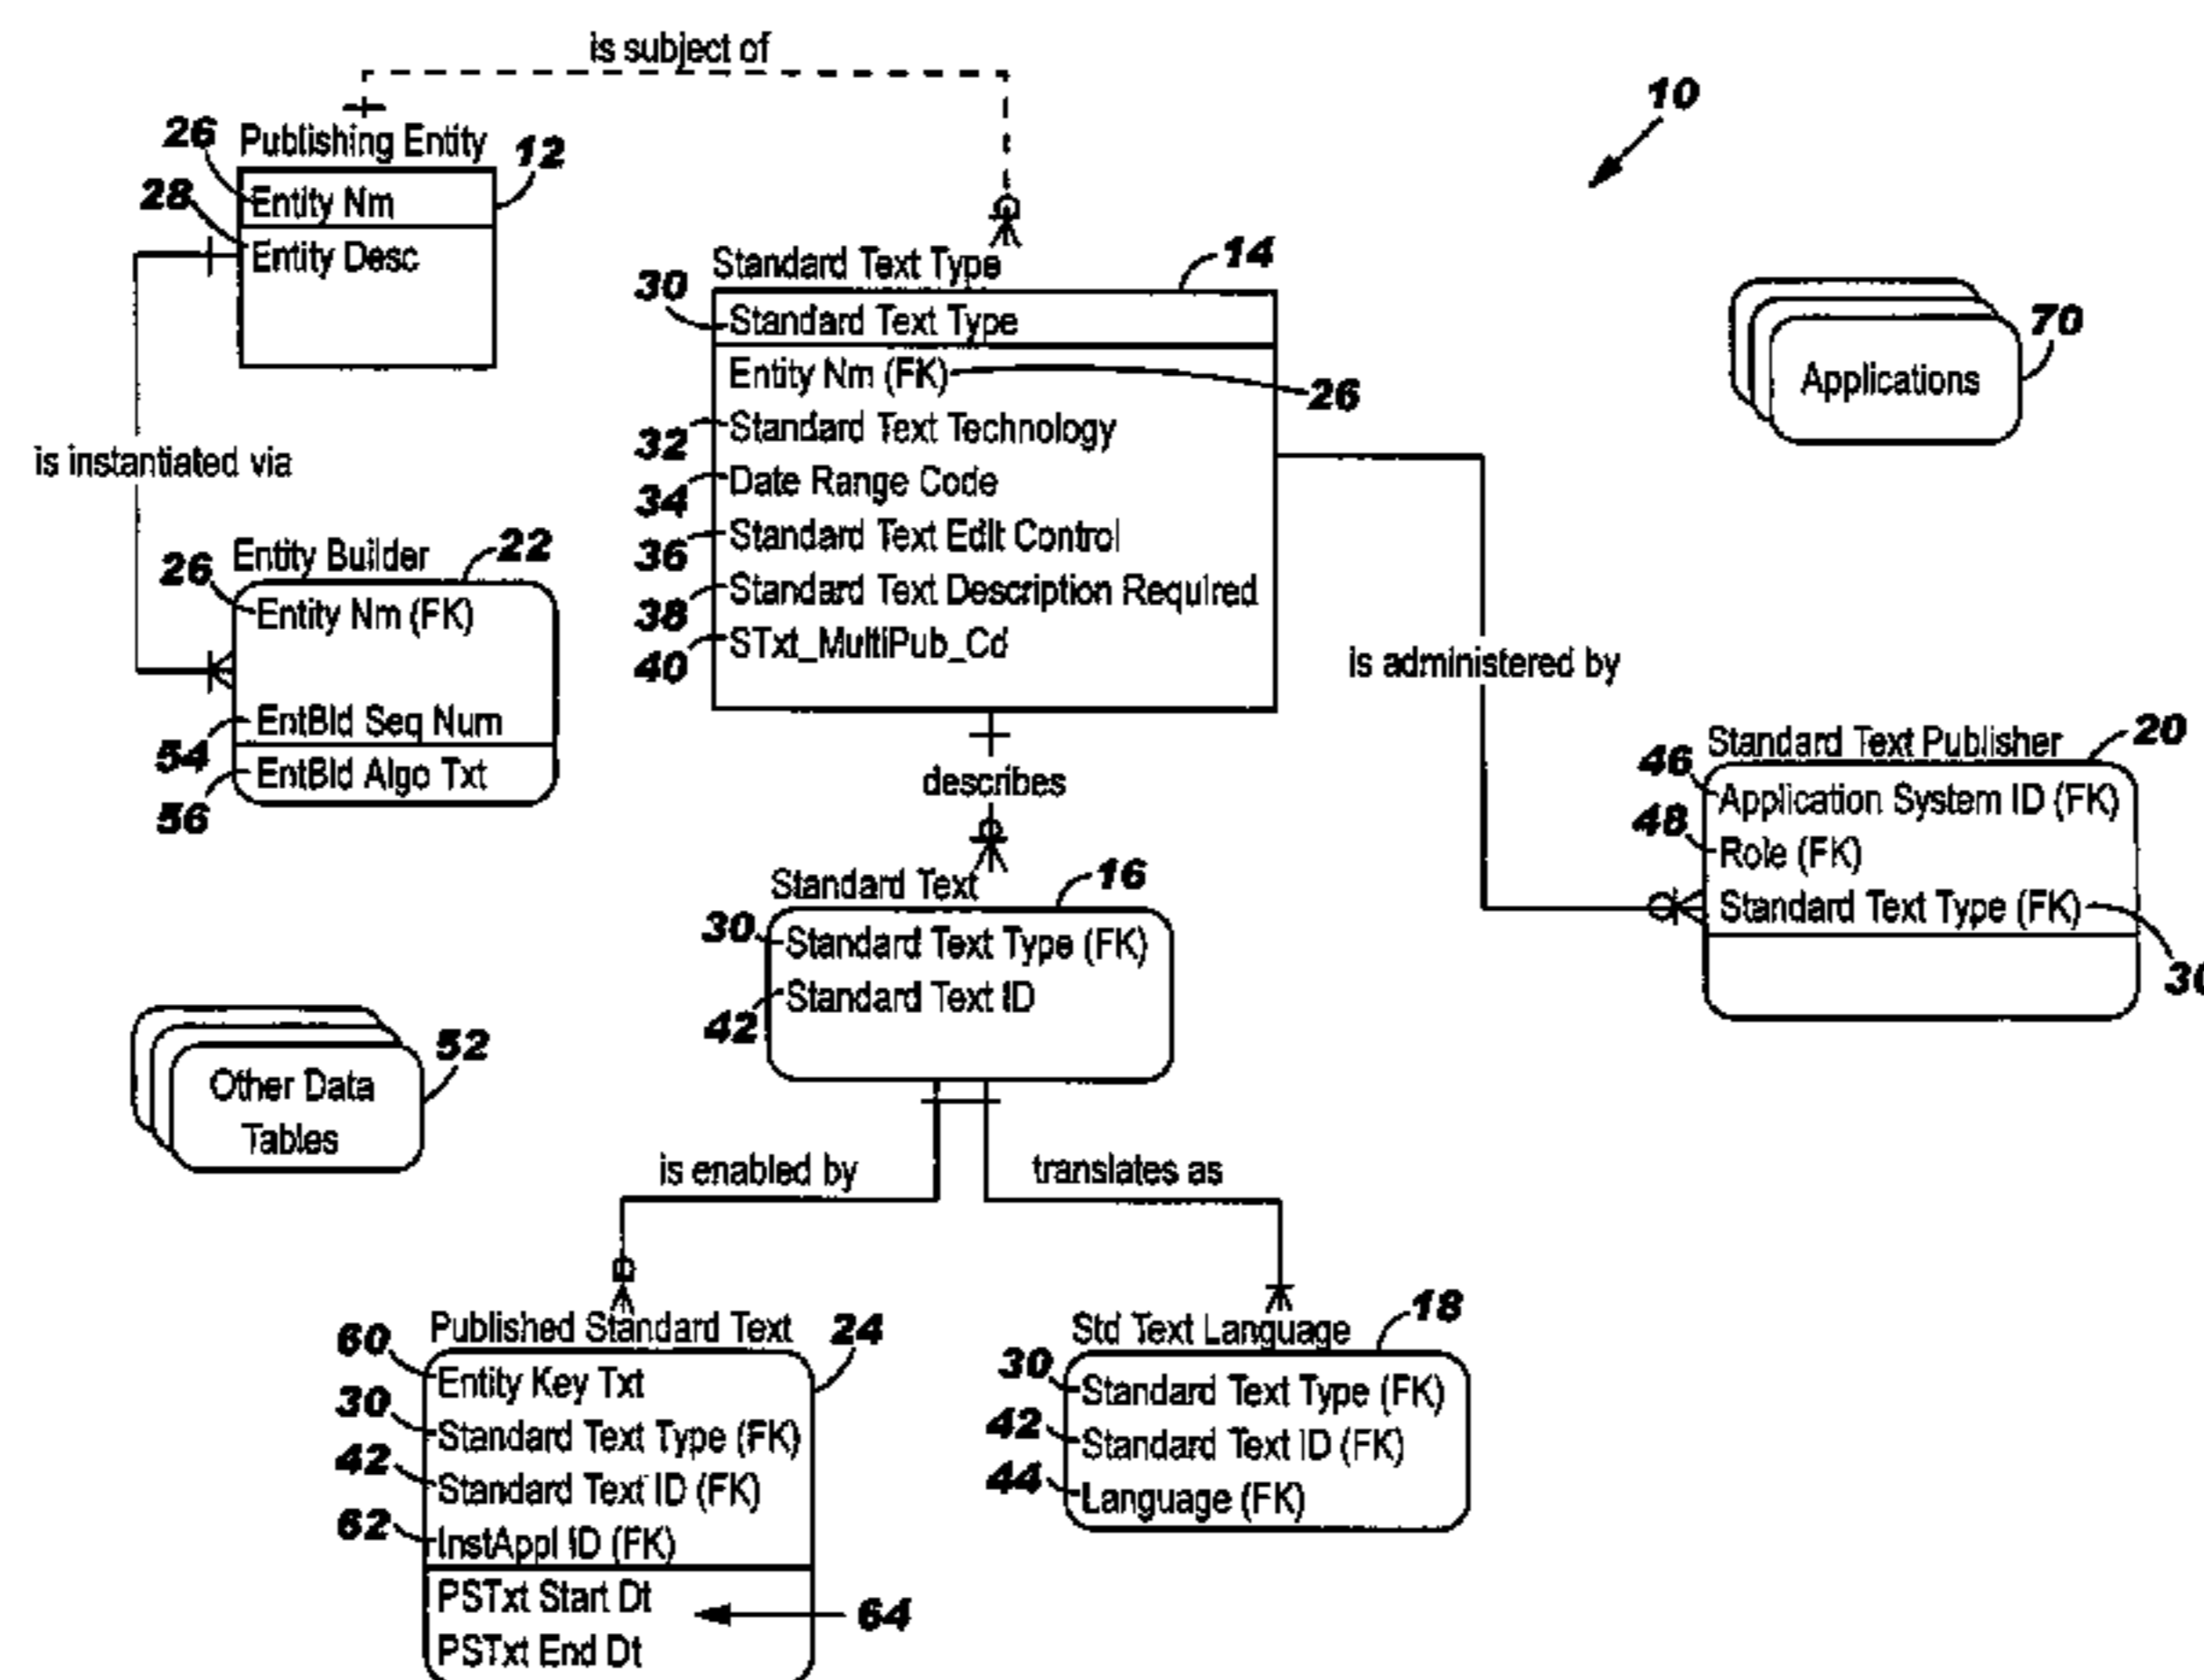 is subject of
10
26
Publishing Entity
12
28
Entity Nm
Entity Desc
is instantiated via
Standard Text Type
14
30
Standard Text Type
Entity Nm (FK)
26
32
Standard Text Technology
34
Date Range Code
36
Standard Text Edit Control
38
Standard Text Description Required
40
STxt_MultiPub_Cd
Applications
70
Entity Builder
22
26
Entity Nm (FK)
54
EntBld Seq Num
56
EntBld Algo Txt
is administered by
describes
Standard Text Publisher
20
46
Application System ID (FK)
48
Role (FK)
Standard Text Type (FK)
30
Standard Text
16
30
Standard Text Type (FK)
42
Standard Text ID
Other Data
Tables
52
is enabled by
translates as
Published Standard Text
24
60
Entity Key Txt
30
Standard Text Type (FK)
42
Standard Text ID (FK)
62
InstAppl ID (FK)
PSTxt Start Dt
PSTxt End Dt
64
Std Text Language
18
30
Standard Text Type (FK)
42
Standard Text ID (FK)
44
Language (FK)